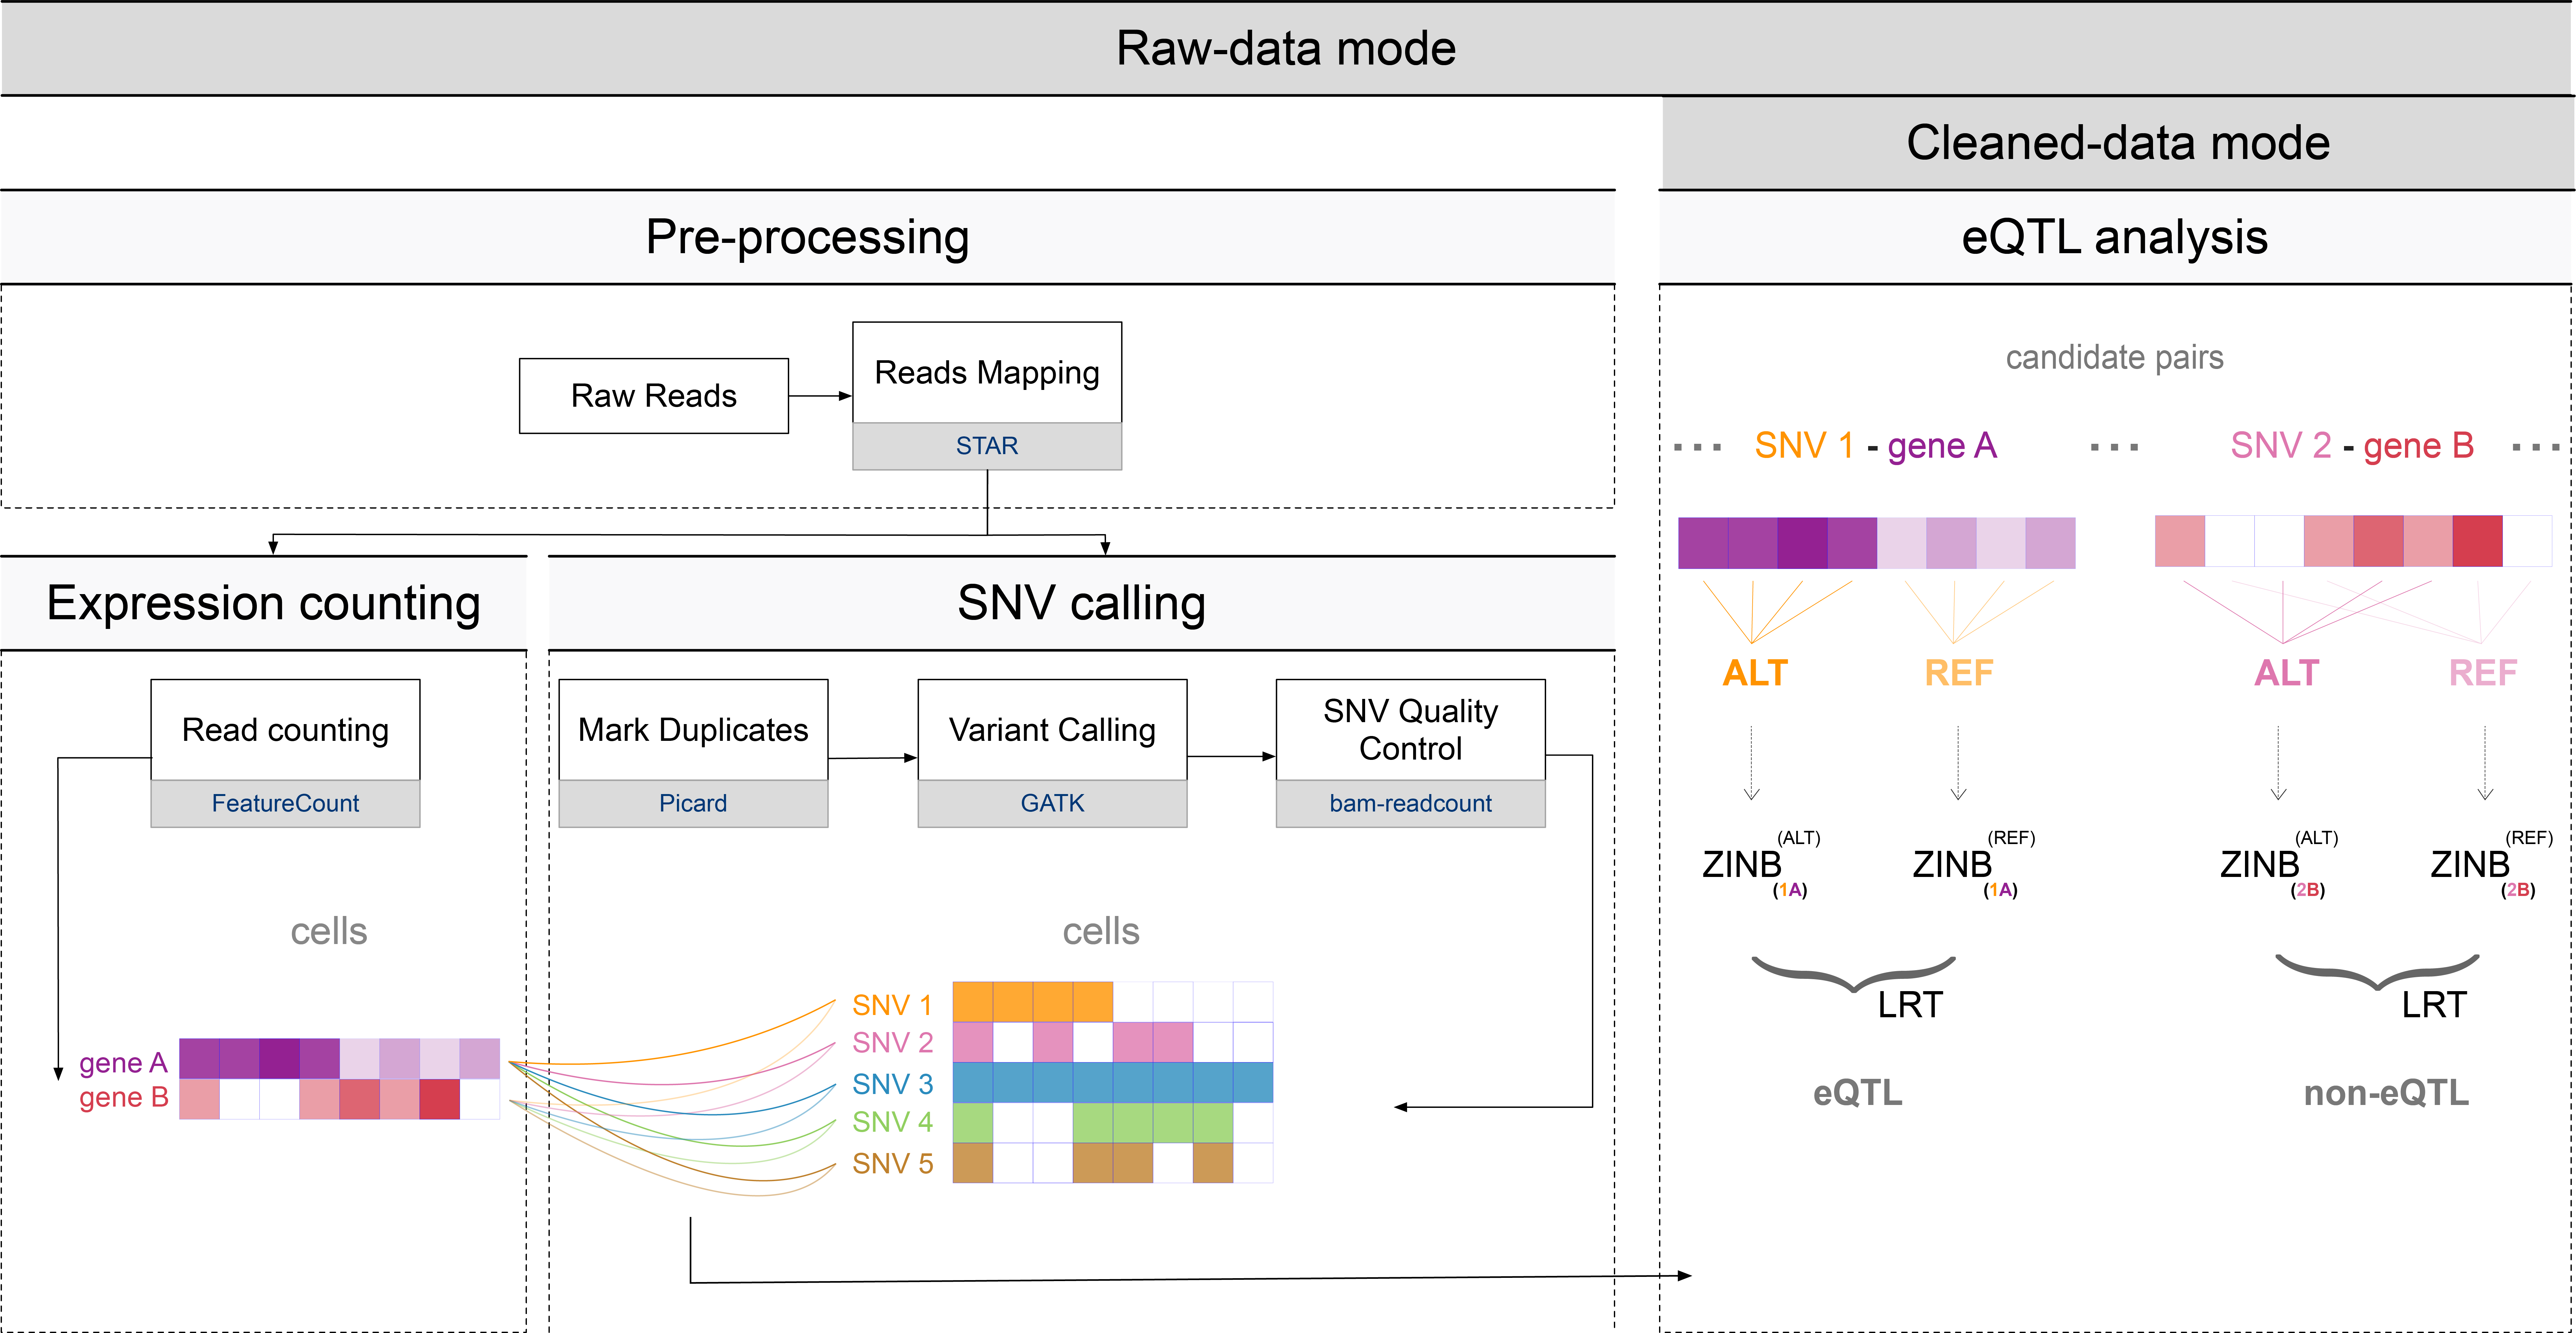 Raw-data mode
Cleaned-data mode
Pre-processing
eQTL analysis
Raw Reads
Reads Mapping
STAR
Expression counting
SNV calling
Read counting
FeatureCount
Mark Duplicates
Picard
Variant Calling
GATK
SNV Quality
Control
bam-readcount
cells
gene A
gene B
cells
SNV 1
SNV 2
SNV 3
SNV 4
SNV 5
candidate pairs
... SNV 1 - gene A ... SNV 2 - gene B ...
ALT REF ALT REF
ZINB (ALT) (1A)
ZINB (REF) (1A)
ZINB (ALT) (2B)
ZINB (REF) (2B)
LRT LRT
eQTL non-eQTL